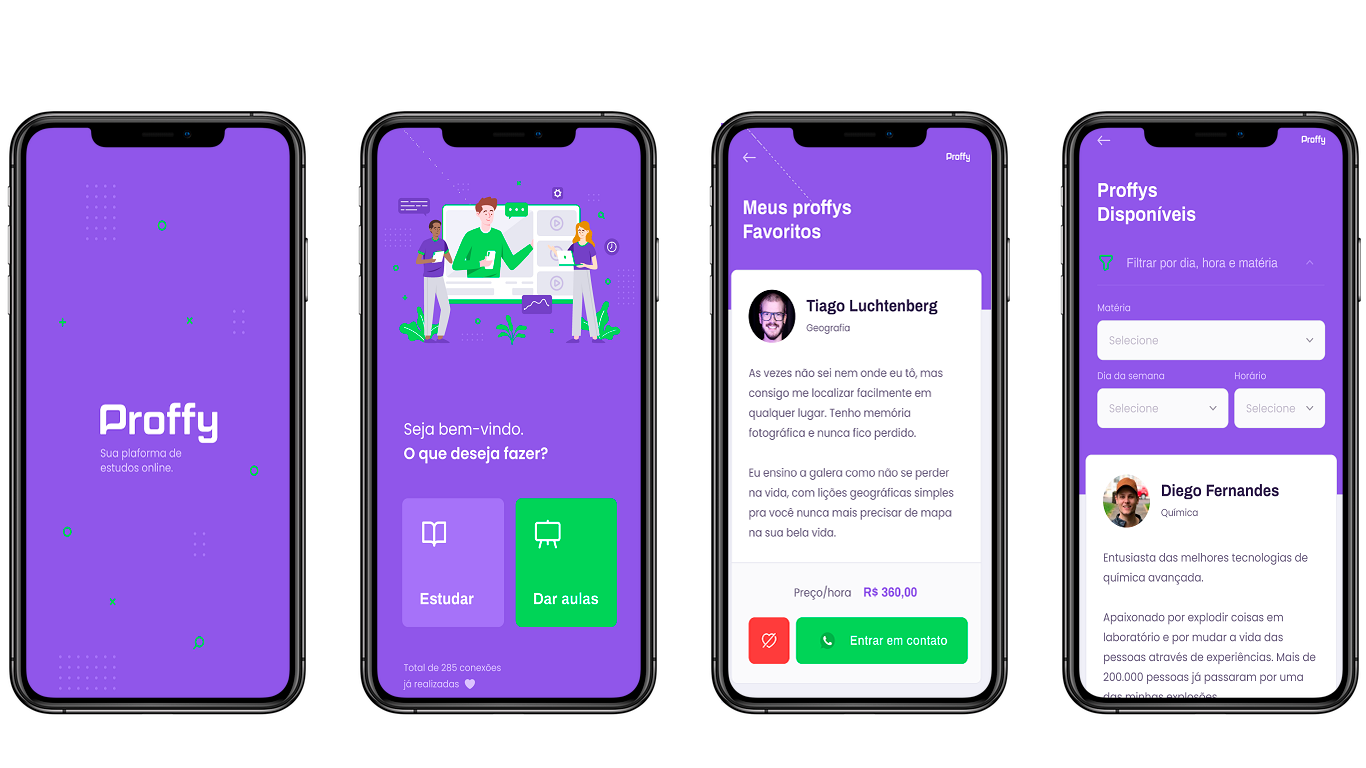 Proffy
Sua plaforma de
estudos online.
Seja bem-vindo.
O que deseja fazer?
Estudar
Dar aulas
Total de 285 conexões
já realizadas
Proffy
Meus proffys
Favoritos
Tiago Luchtenberg
Geografia
As vezes não sei nem onde eu tô, mas
consigo me localizar facilmente em
qualquer lugar. Tenho memória
fotográfica e nunca fico perdido.
Eu ensino a galera como não se perder
na vida, com lições geográficas simples
pra você nunca mais precisar de mapa
na sua bela vida.
Preço/hora R$ 360,00
Entrar em contato
Proffy
Proffys
Disponíveis
Filtrar por dia, hora e matéria
Matéria
Selecione
Dia da semana Horário
Selecione Selecione
Diego Fernandes
Química
Entusiasta das melhores tecnologias de
química avançada.
Apaixonado por explodir coisas em
laboratório e por mudar a vida das
pessoas através de experiências. Mais de
200.000 pessoas já passaram por uma
das minhas explosões